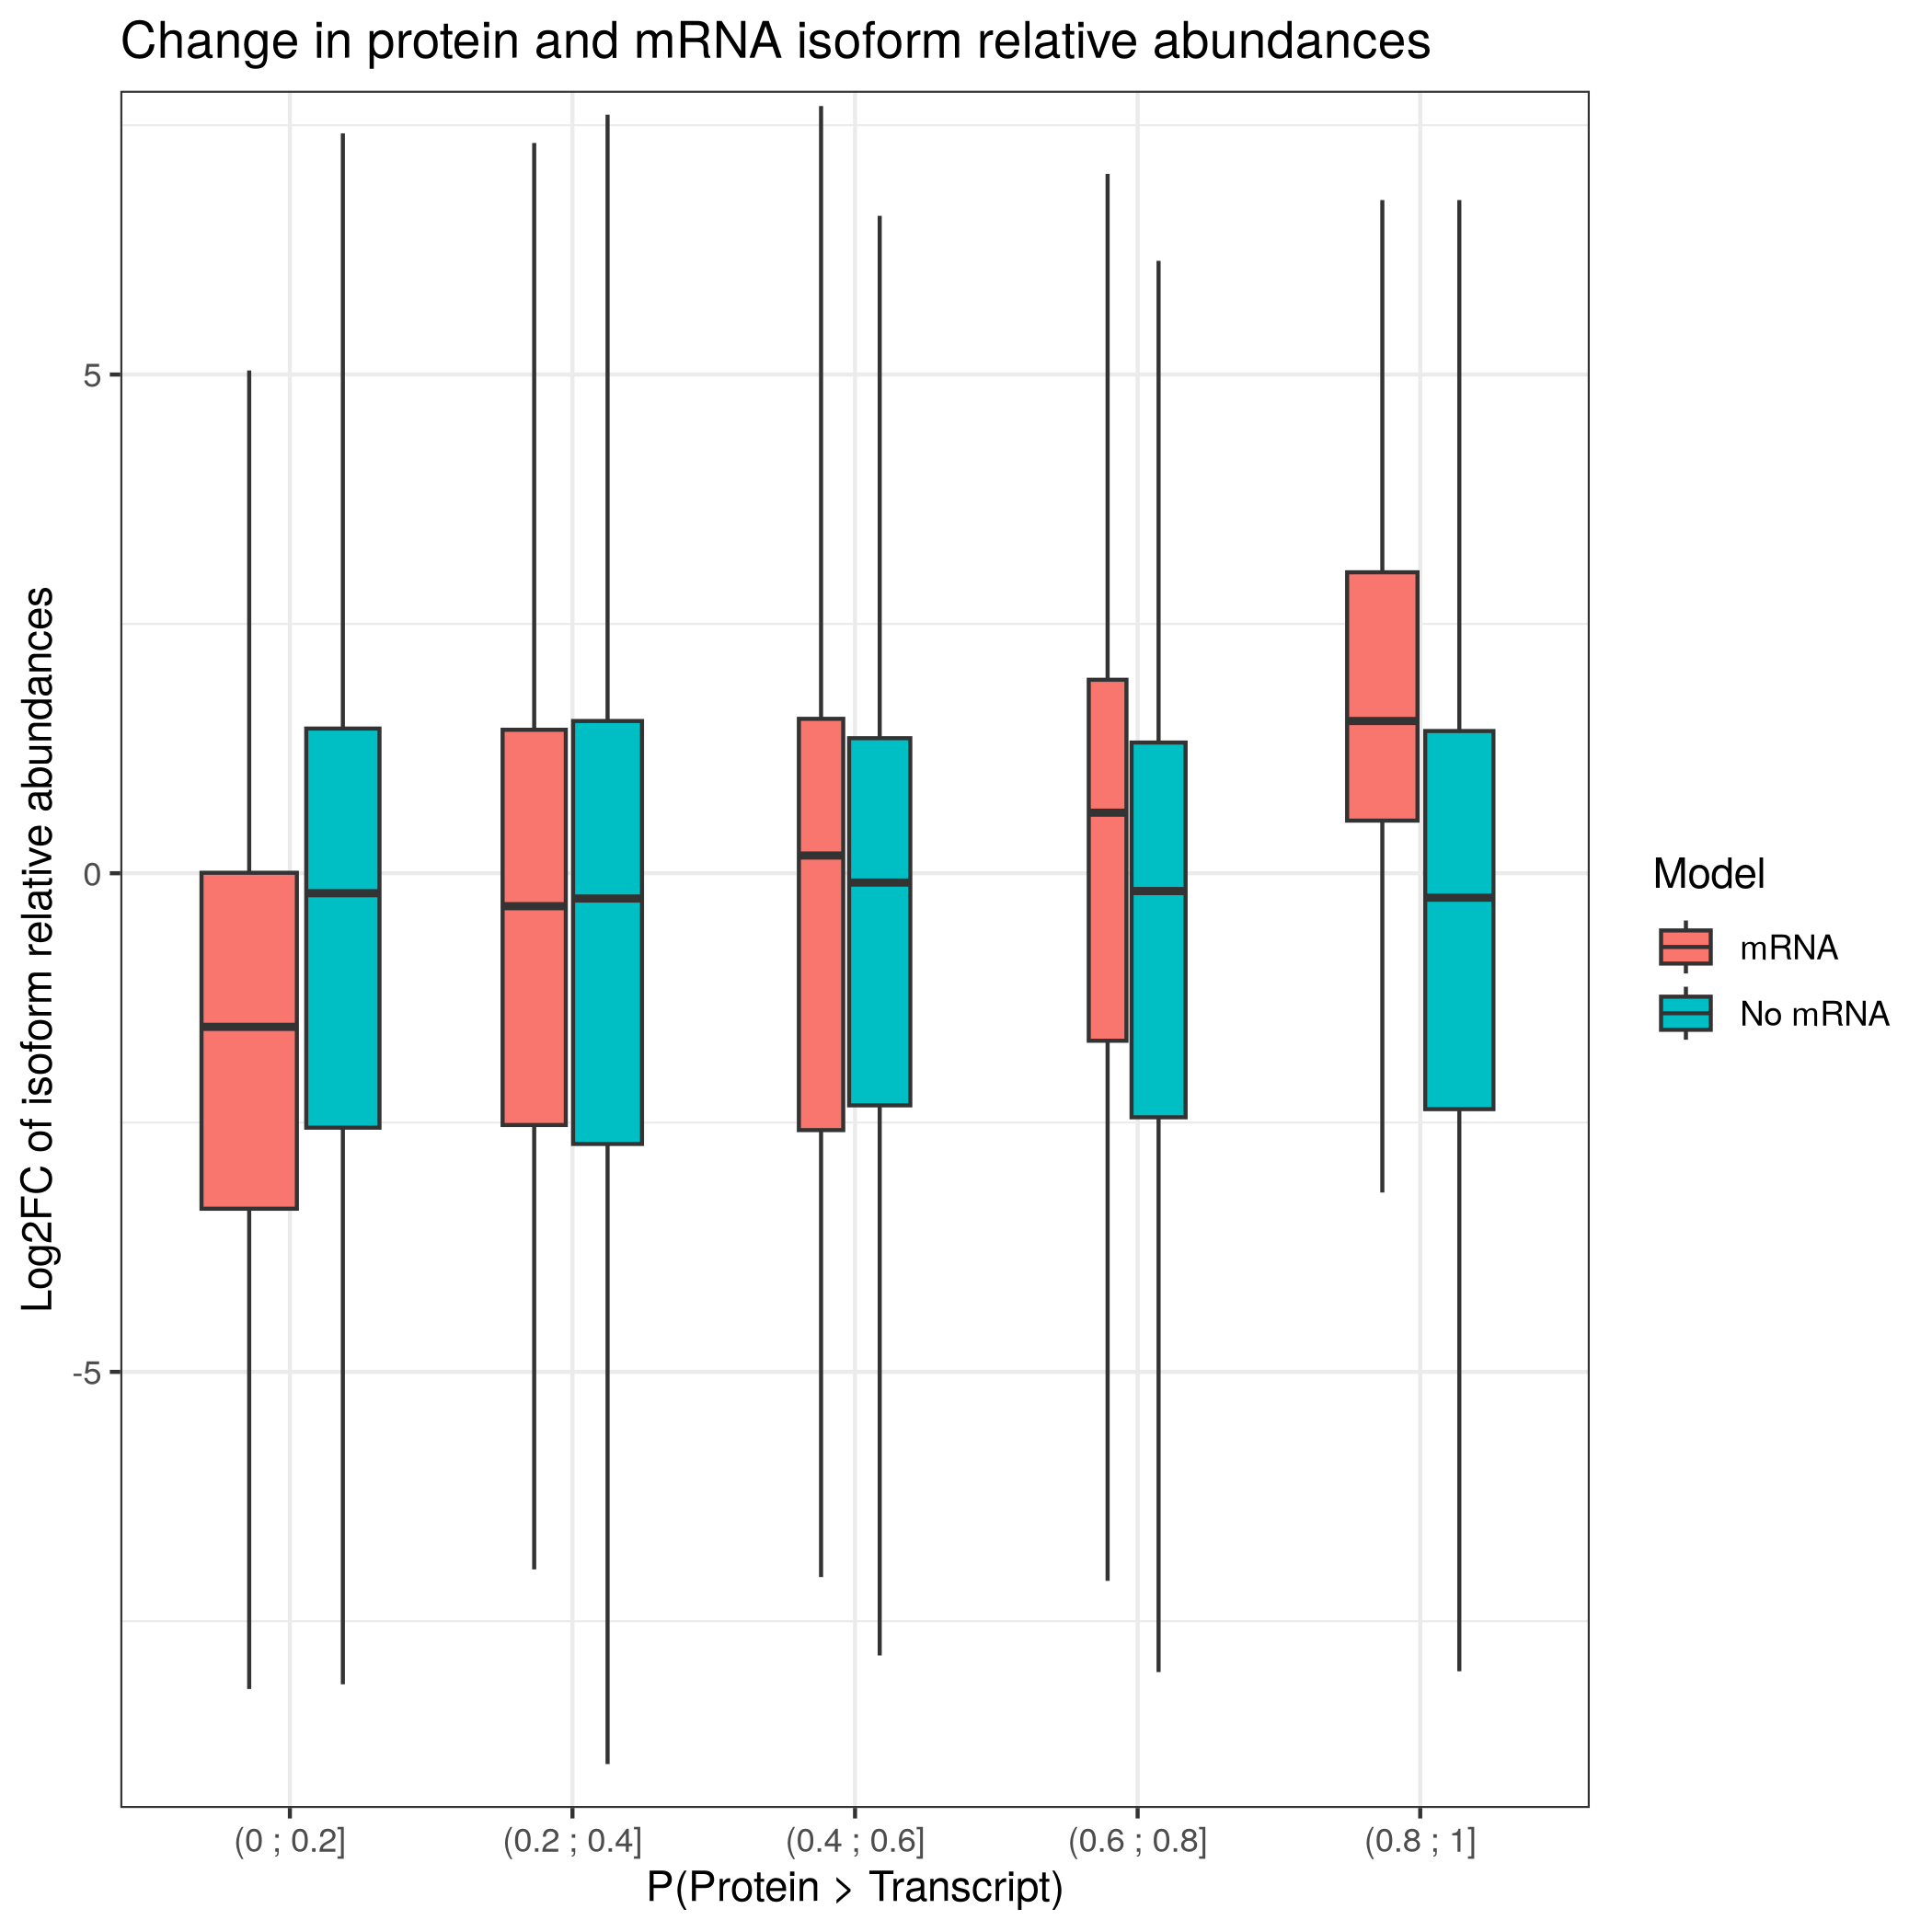 Change in protein and mRNA isoform relative abundances
Log2FC of isoform relative abundances
5
0
-5
(0 ; 0.2]
(0.2 ; 0.4]
(0.4 ; 0.6]
(0.6 ; 0.8]
(0.8 ; 1]
P(Protein > Transcript)
Model
mRNA
No mRNA